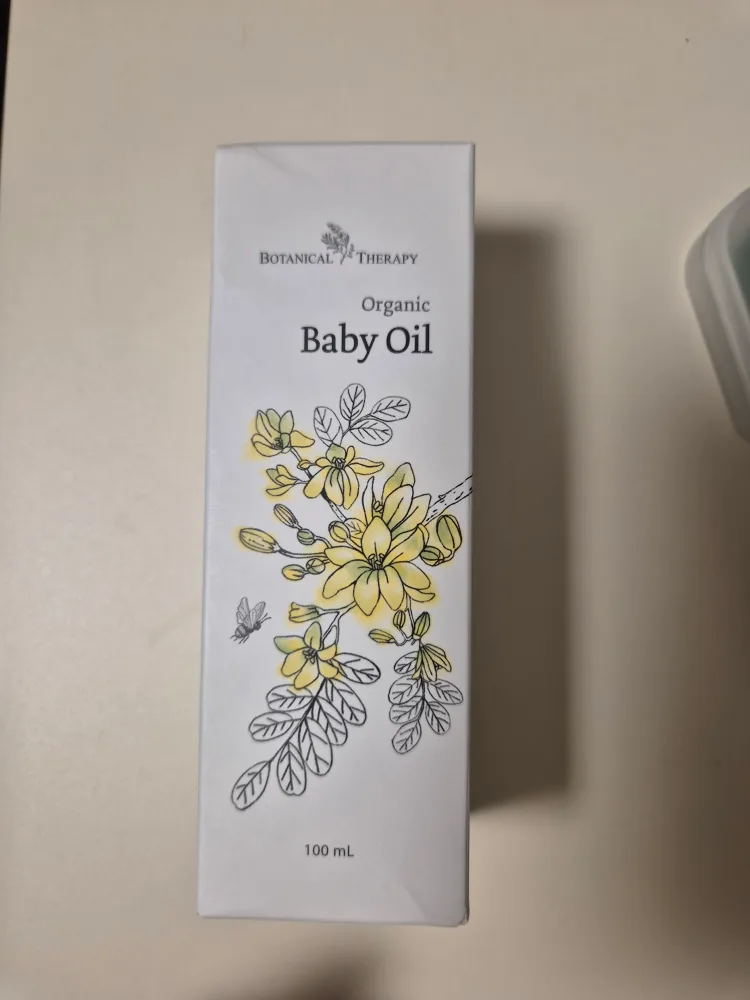 BOTANICAL THERAPY
Organic
Baby Oil
100 mL